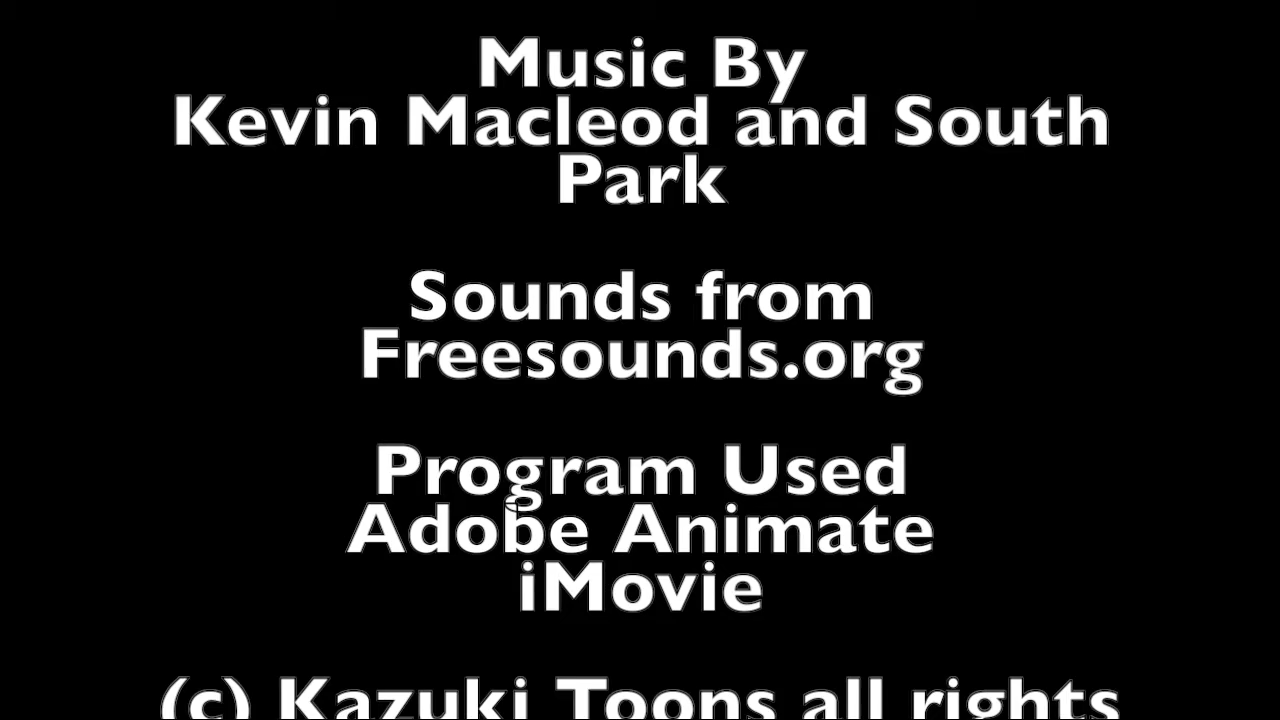 Music By
Kevin Macleod and South
Park
Sounds from
Freesounds.org
Program Used
Adobe Animate
iMovie
(c) Kazuki Toons all rights